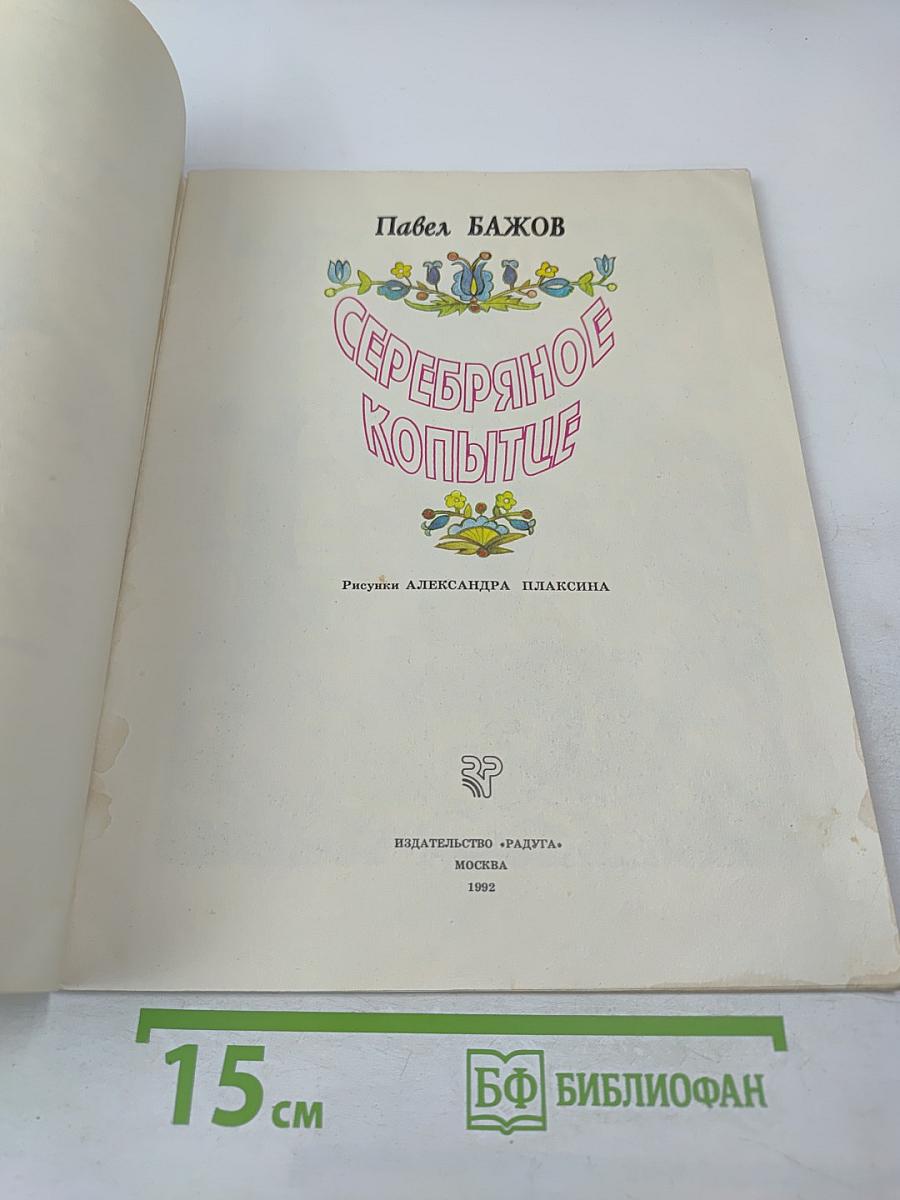 Павел БАЖОВ
СЕРЕБРЯНОЕ
КОПЫТЦЕ
Рисунки АЛЕКСАНДРА ПЛАКСИНА
ИЗДАТЕЛЬСТВО «РАДУГА»
МОСКВА
1992
15 см
БФ БИБЛИОФАН